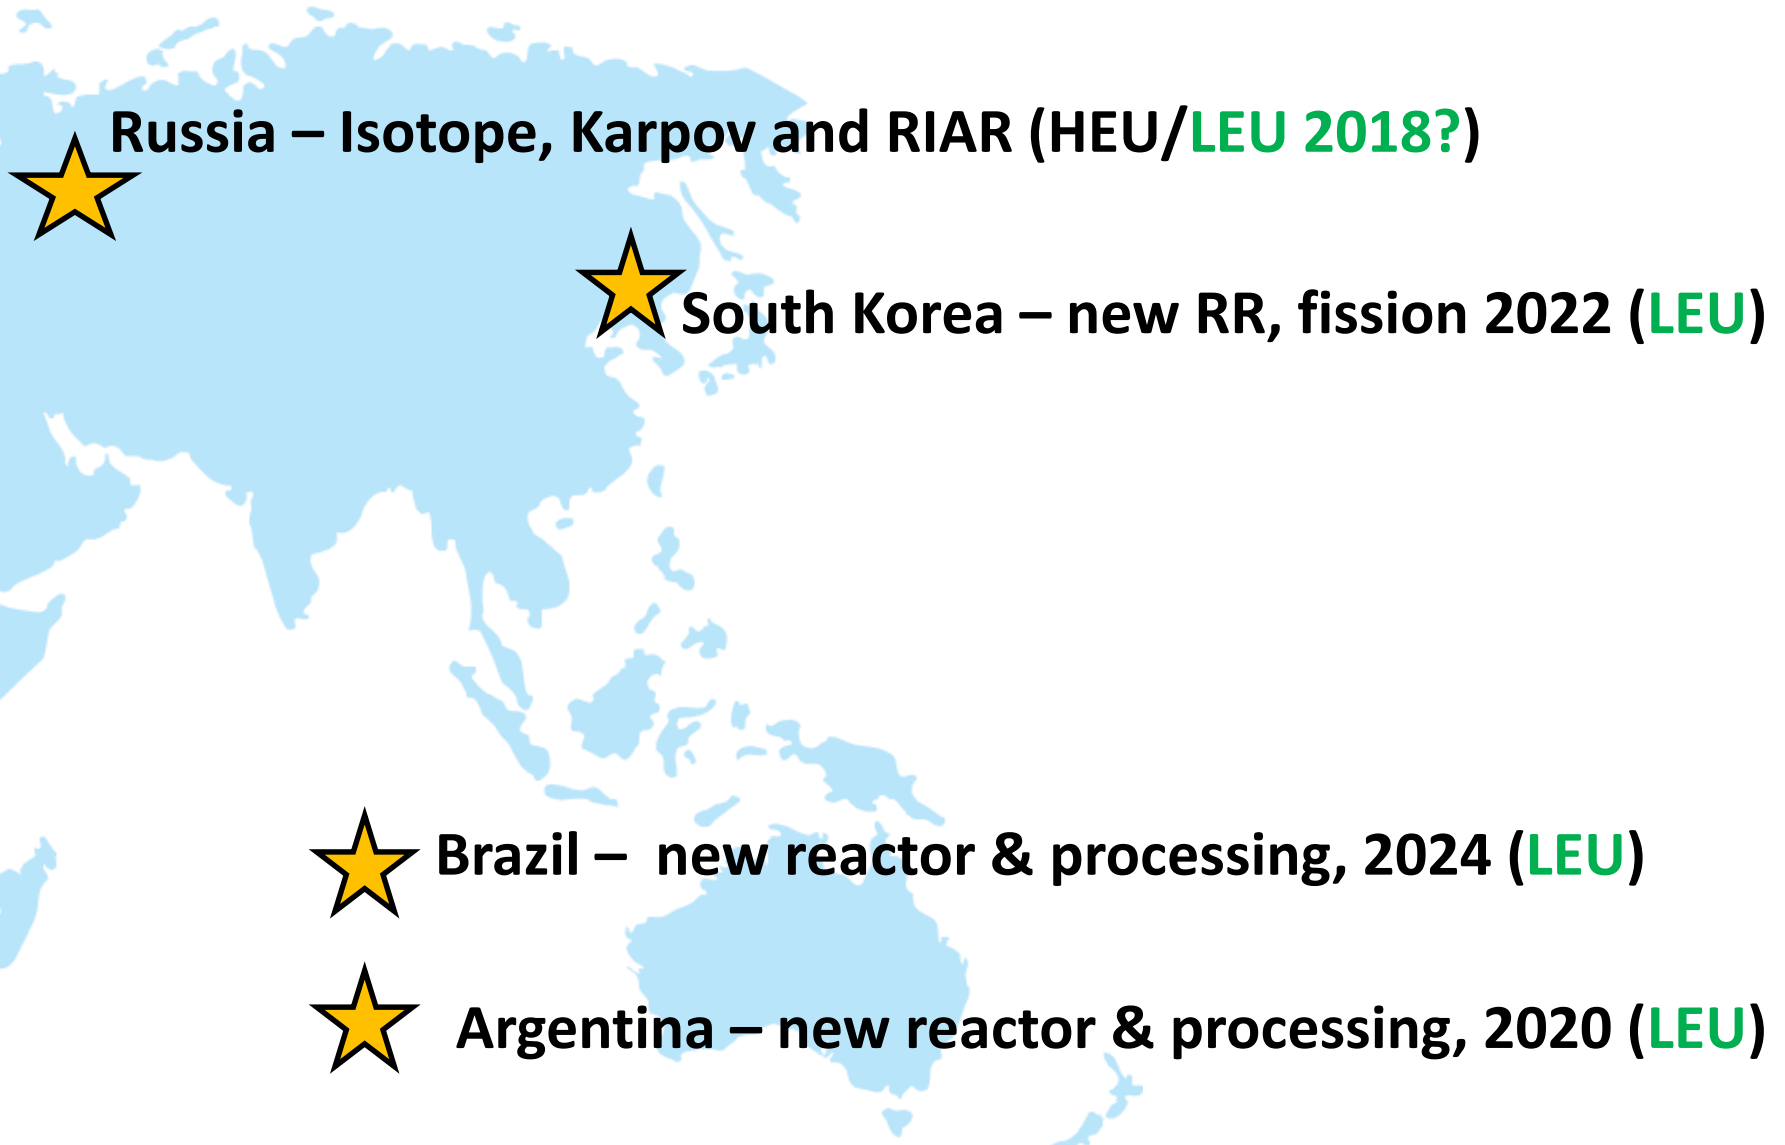 Russia – Isotope, Karpov and RIAR (HEU/LEU 2018?)
South Korea – new RR, fission 2022 (LEU)
Brazil – new reactor & processing, 2024 (LEU)
Argentina – new reactor & processing, 2020 (LEU)